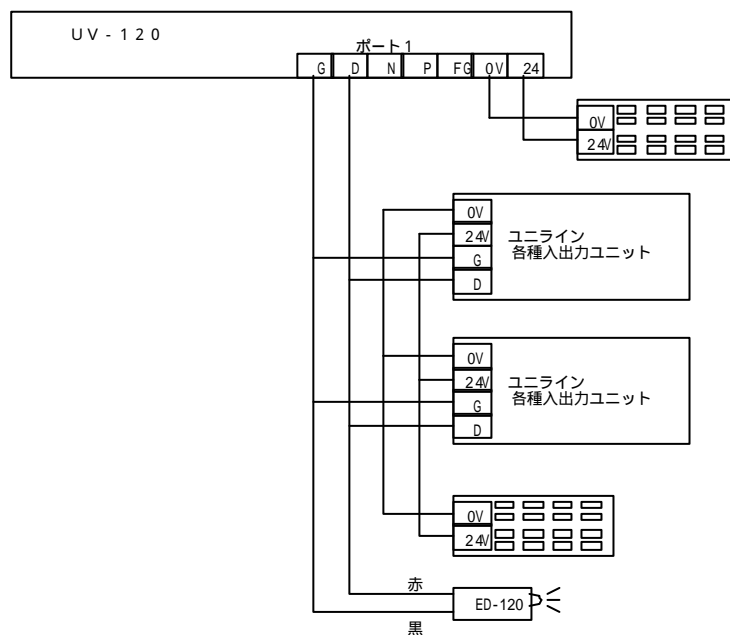 UV-120
ポート1
G D N P FG 0V 24
0V
24V
0V
24V
G
D
ユニライン
各種入出力ユニット
0V
24V
G
D
ユニライン
各種入出力ユニット
0V
24V
赤
ED-120
黒